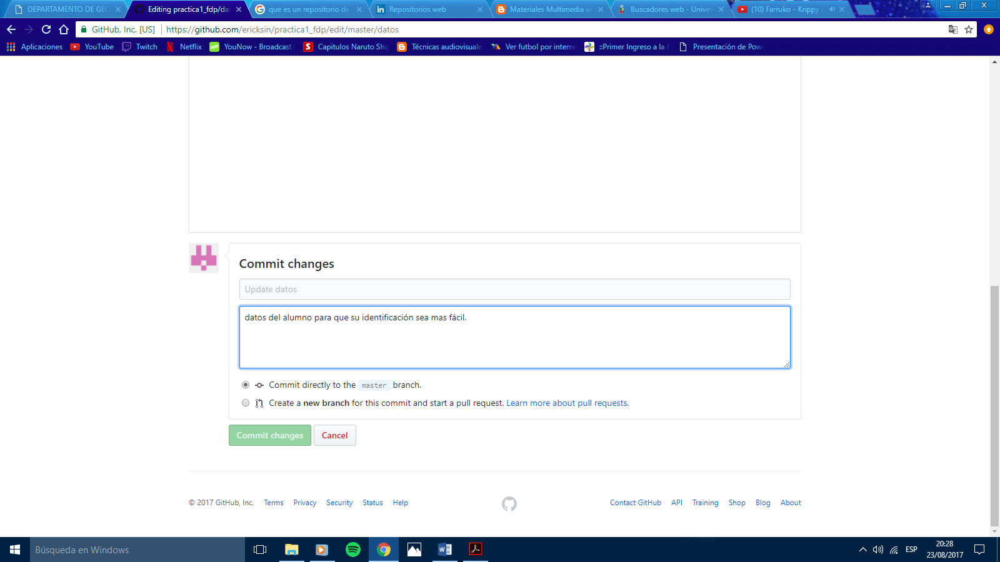 DEPARTAMENTO DE GEO
Editing practica1_fdp/dat
que es un repositorio de
Repositorios web
Materiales Multimedia en
Buscadores web - Univer
(10) Farruko - Krippy
GitHub, Inc. [US]
https://github.com/ericksin/practica1_fdp/edit/master/datos
Aplicaciones
YouTube
Twitch
Netflix
YouNow - Broadcast
Capitulos Naruto Shi
Técnicas audiovisuale
Ver futbol por interne
::Primer Ingreso a la F
Presentación de Pow
Commit changes
Update datos
datos del alumno para que su identificación sea mas fácil.
Commit directly to the master branch.
Create a new branch for this commit and start a pull request. Learn more about pull requests.
Commit changes
Cancel
© 2017 GitHub, Inc. Terms Privacy Security Status Help
Contact GitHub API Training Shop Blog About
Búsqueda en Windows
ESP
20:28
23/08/2017